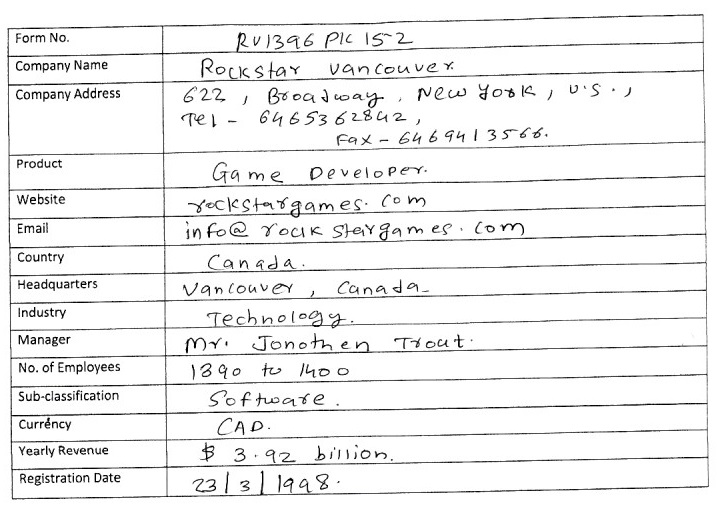 Form No. RV1396 PIC 15-2
Company Name Rockstar Vancouver
Company Address 622, Broadway, New York, U.S.,
Tel - 6465362842,
Fax - 6469413566.
Product Game Developer.
Website rockstargames.com
Email info@rockstargames.com
Country Canada.
Headquarters Vancouver, Canada-
Industry Technology.
Manager Mr. Jonothen Trout.
No. of Employees 1390 to 1400
Sub-classification Software.
Currency CAD.
Yearly Revenue $ 3.92 billion.
Registration Date 23/3/1998.